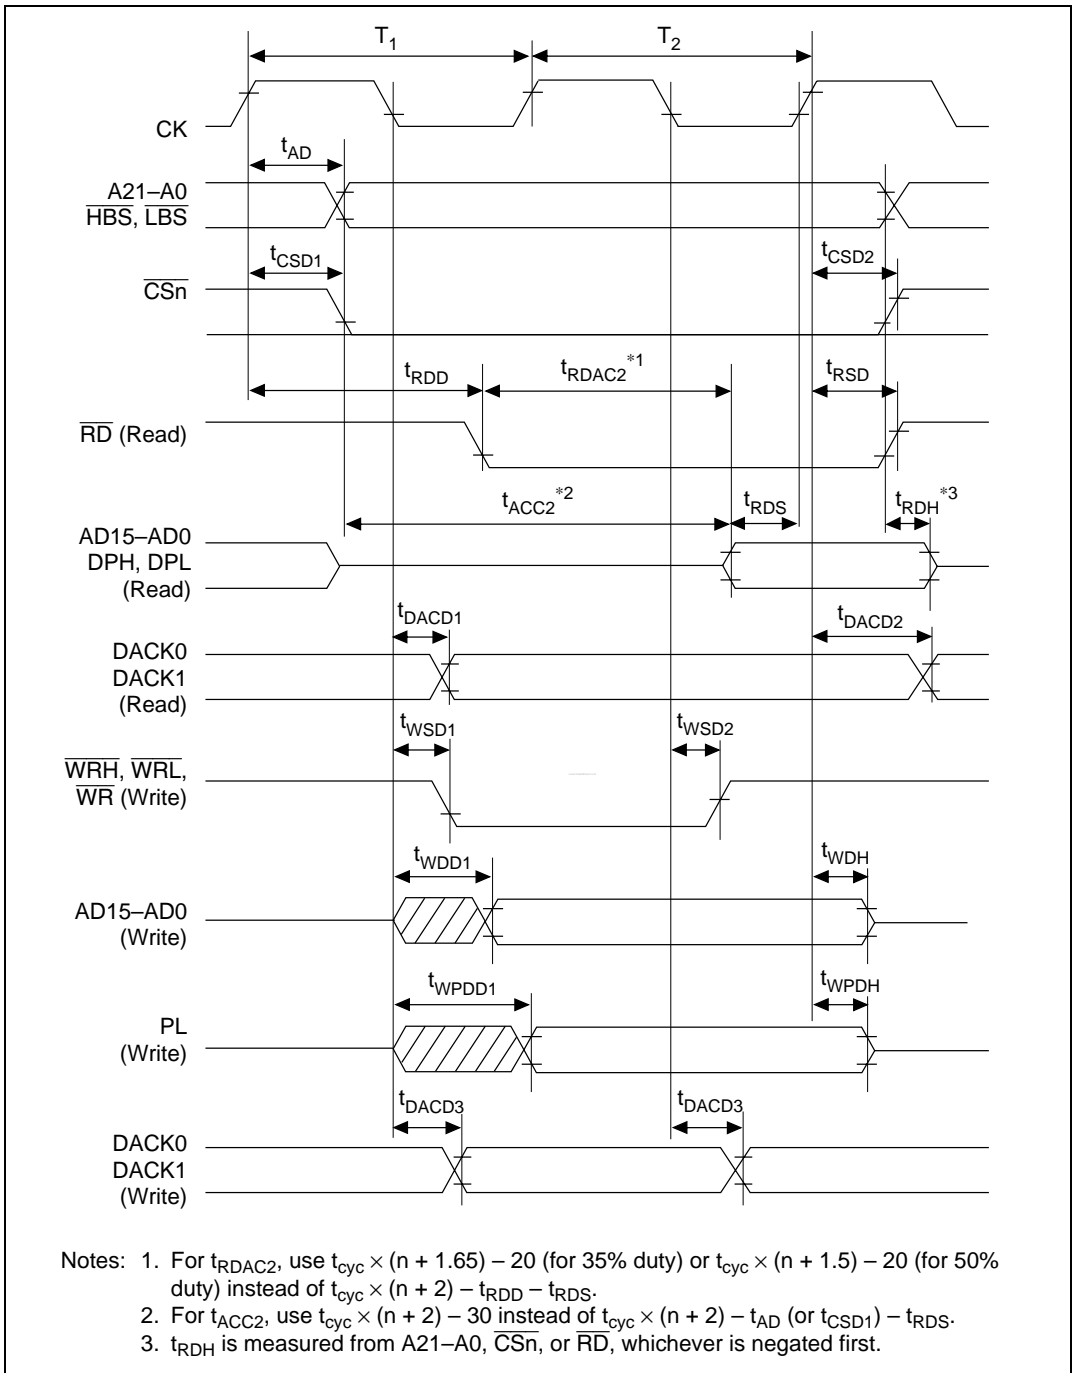 T1 T2
CK
tAD
A21–A0
HBS, LBS
tCSD1 tCSD2
CSn
tRDD tRDAC2*1 tRSD
RD (Read)
tACC2*2 tRDS tRDH*3
AD15–AD0
DPH, DPL
(Read)
tDACD1 tDACD2
DACK0
DACK1
(Read)
tWSD1 tWSD2
WRH, WRL,
WR (Write)
tWDD1 tWDH
AD15–AD0
(Write)
tWPDD1 tWPDH
PL
(Write)
tDACD3 tDACD3
DACK0
DACK1
(Write)
Notes: 1. For tRDAC2, use tcyc × (n + 1.65) – 20 (for 35% duty) or tcyc × (n + 1.5) – 20 (for 50%
duty) instead of tcyc × (n + 2) – tRDD – tRDS.
2. For tACC2, use tcyc × (n + 2) – 30 instead of tcyc × (n + 2) – tAD (or tCSD1) – tRDS.
3. tRDH is measured from A21–A0, CSn, or RD, whichever is negated first.